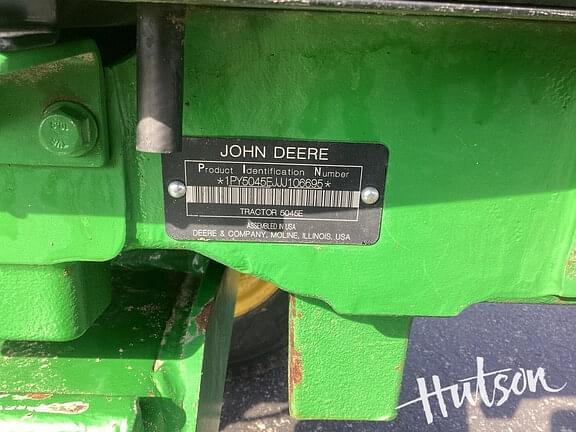 JOHN DEERE
Product Identification Number
*1PY5045EJJJ106695*
TRACTOR 5045E
ASSEMBLED IN USA
DEERE & COMPANY, MOLINE, ILLINOIS, USA
Hutson